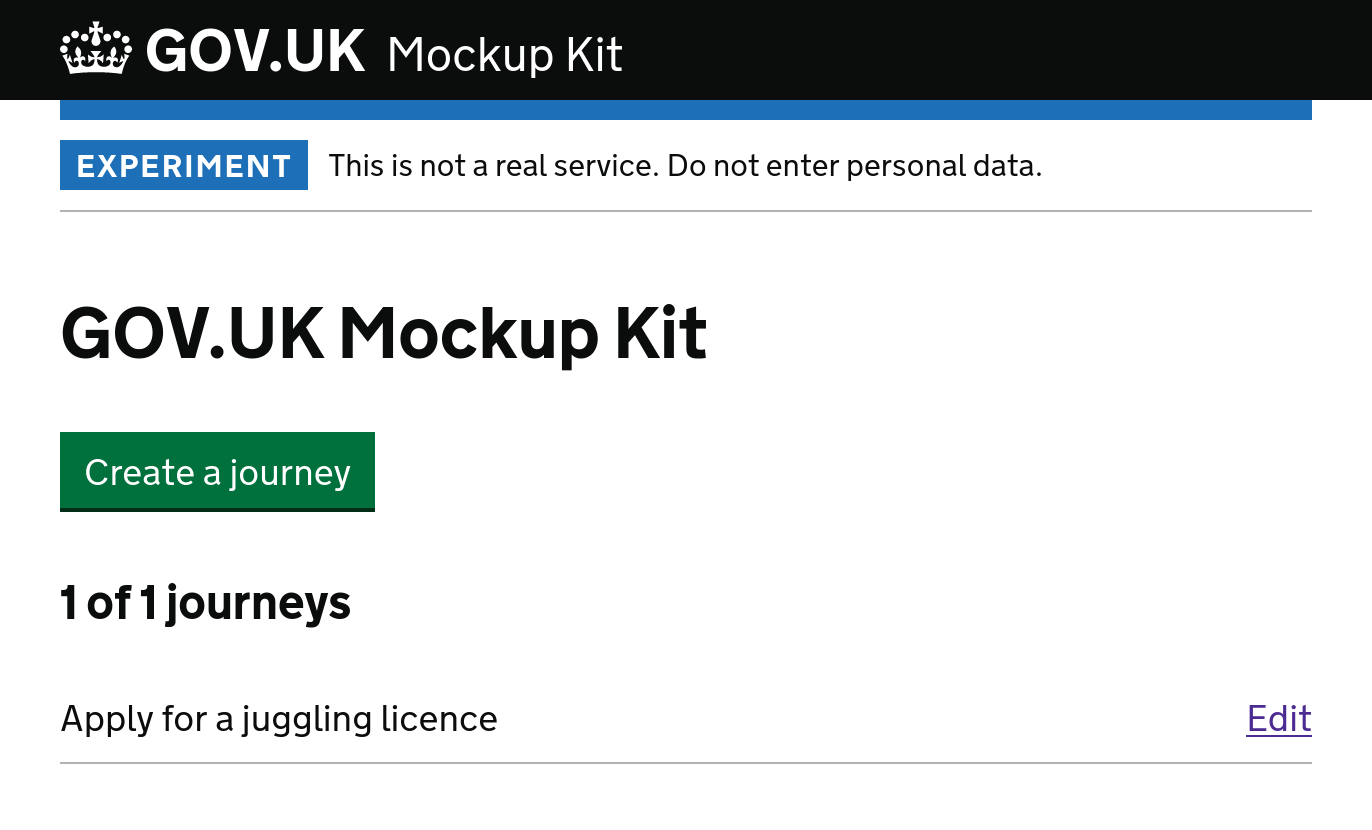 GOV.UK Mockup Kit
EXPERIMENT This is not a real service. Do not enter personal data.
GOV.UK Mockup Kit
Create a journey
1 of 1 journeys
Apply for a juggling licence Edit